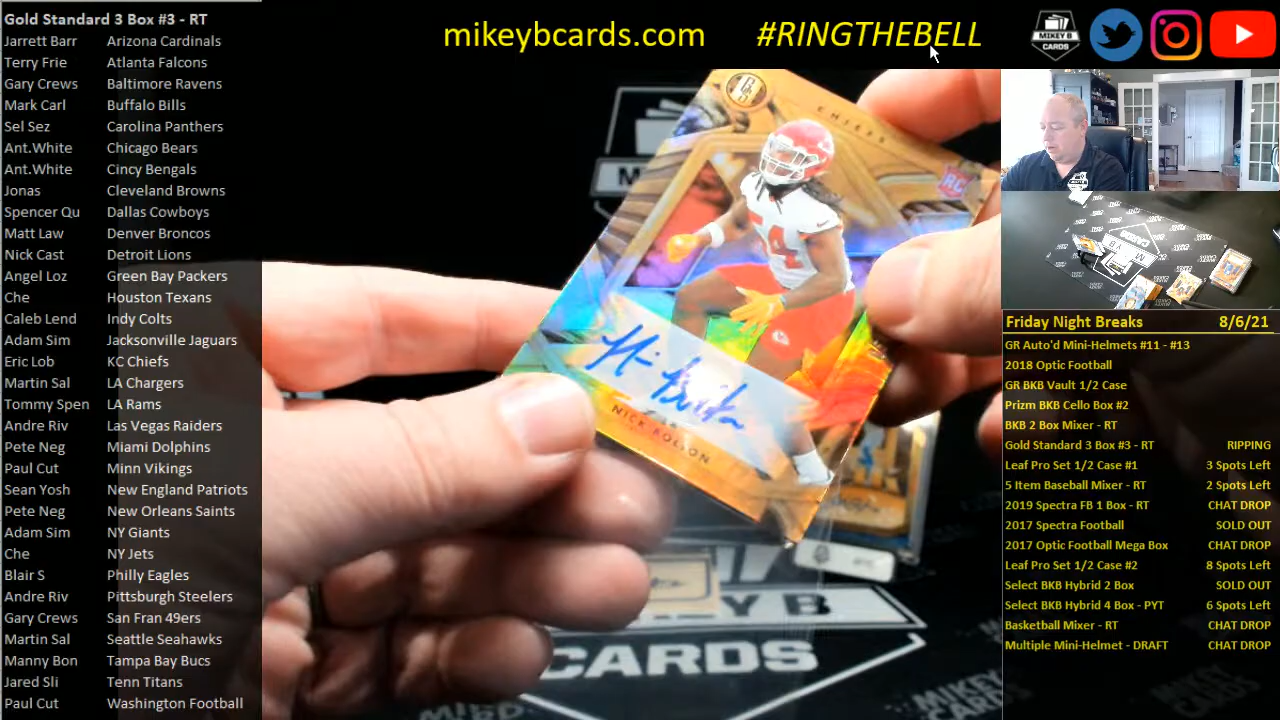 Gold Standard 3 Box #3 - RT
Jarrett Barr Arizona Cardinals
Terry Frie Atlanta Falcons
Gary Crews Baltimore Ravens
Mark Carl Buffalo Bills
Sel Sez Carolina Panthers
Ant.White Chicago Bears
Ant.White Cincy Bengals
Jonas Cleveland Browns
Spencer Qu Dallas Cowboys
Matt Law Denver Broncos
Nick Cast Detroit Lions
Angel Loz Green Bay Packers
Che Houston Texans
Caleb Lend Indy Colts
Adam Sim Jacksonville Jaguars
Eric Lob KC Chiefs
Martin Sal LA Chargers
Tommy Spen LA Rams
Andre Riv Las Vegas Raiders
Pete Neg Miami Dolphins
Paul Cut Minn Vikings
Sean Yosh New England Patriots
Pete Neg New Orleans Saints
Adam Sim NY Giants
Che NY Jets
Blair S Philly Eagles
Andre Riv Pittsburgh Steelers
Gary Crews San Fran 49ers
Martin Sal Seattle Seahawks
Manny Bon Tampa Bay Bucs
Jared Sli Tenn Titans
Paul Cut Washington Football
mikeybcards.com #RINGTHEBELL
MIKEY B
CARDS
CHIEFS
RC
NICK BOLTON
CARDS
MIKEY
Friday Night Breaks 8/6/21
GR Auto'd Mini-Helmets #11 - #13
2018 Optic Football
GR BKB Vault 1/2 Case
Prizm BKB Cello Box #2
BKB 2 Box Mixer - RT
Gold Standard 3 Box #3 - RT RIPPING
Leaf Pro Set 1/2 Case #1 3 Spots Left
5 Item Baseball Mixer - RT 2 Spots Left
2019 Spectra FB 1 Box - RT CHAT DROP
2017 Spectra Football SOLD OUT
2017 Optic Football Mega Box CHAT DROP
Leaf Pro Set 1/2 Case #2 8 Spots Left
Select BKB Hybrid 2 Box SOLD OUT
Select BKB Hybrid 4 Box - PYT 6 Spots Left
Basketball Mixer - RT CHAT DROP
Multiple Mini-Helmet - DRAFT CHAT DROP